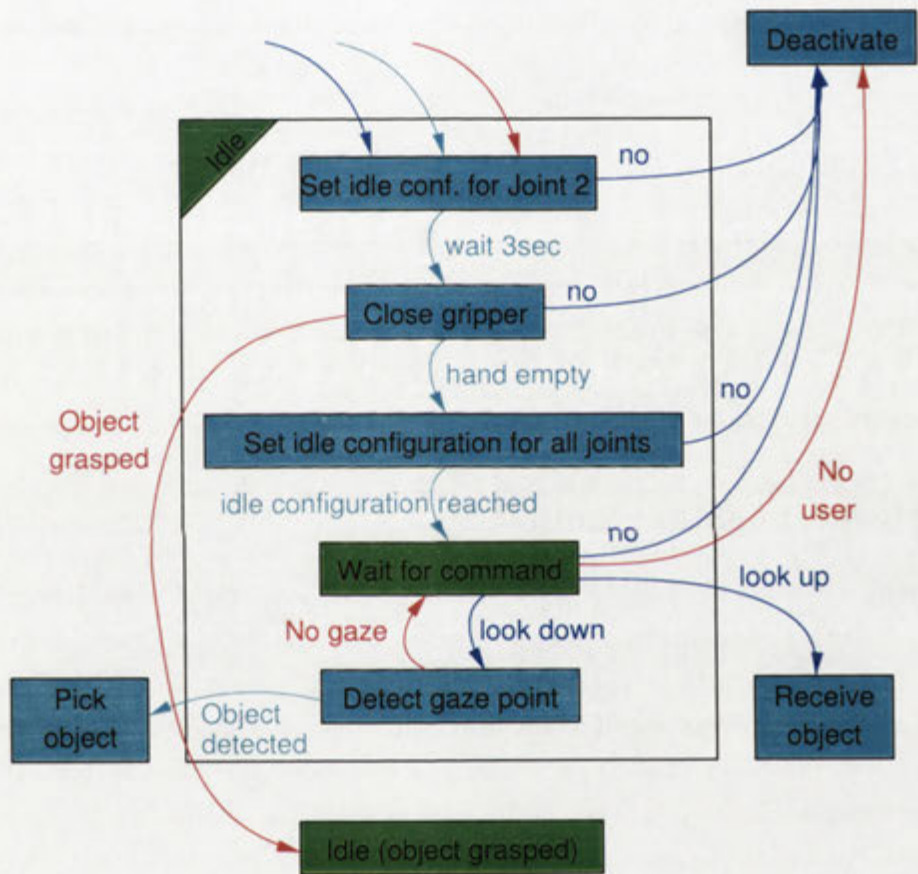 Deactivate
Idle
no
Set idle conf. for Joint 2
wait 3sec
no
Close gripper
hand empty
no
Object
grasped
Set idle configuration for all joints
No
user
idle configuration reached
no
Wait for command
look up
No gaze
look down
Pick
object
Detect gaze point
Receive
object
Object
detected
Idle (object grasped)